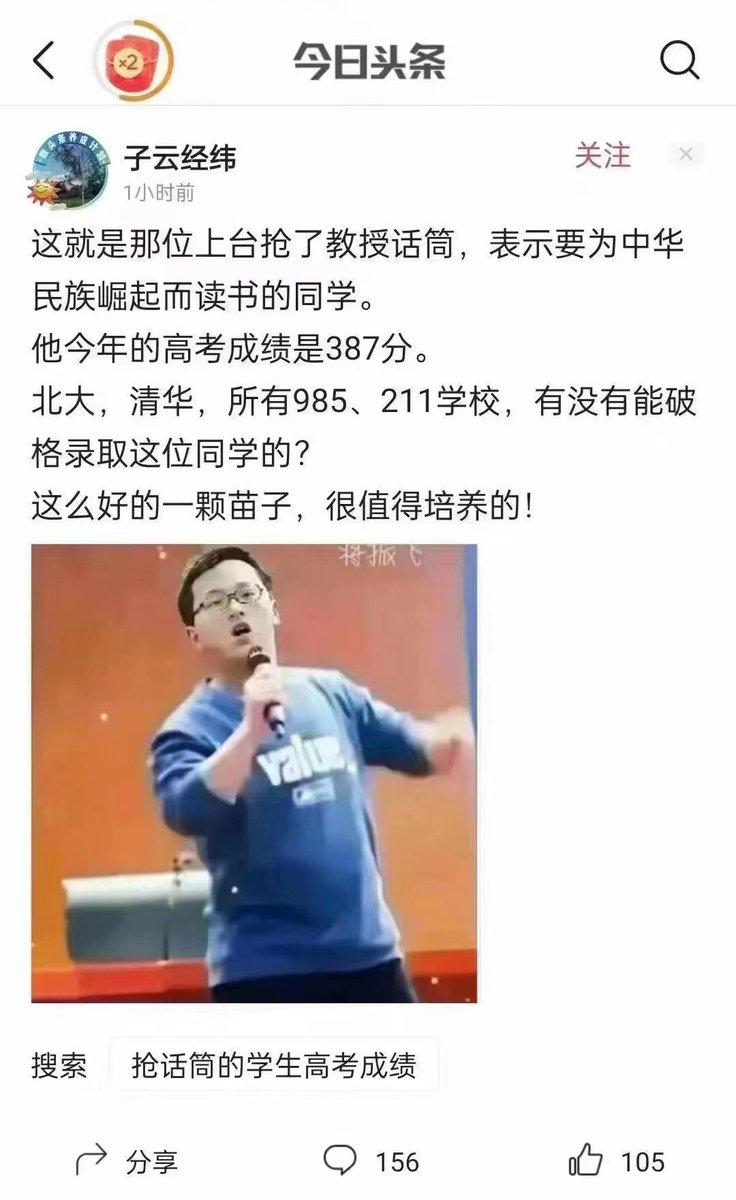 ×2
今日头条
子云经纬
关注
1小时前
这就是那位上台抢了教授话筒，表示要为中华
民族崛起而读书的同学。
他今年的高考成绩是387分。
北大，清华，所有985、211学校，有没有能破
格录取这位同学的？
这么好的一颗苗子，很值得培养的！
蒋振飞
value
搜索
抢话筒的学生高考成绩
分享
156
105